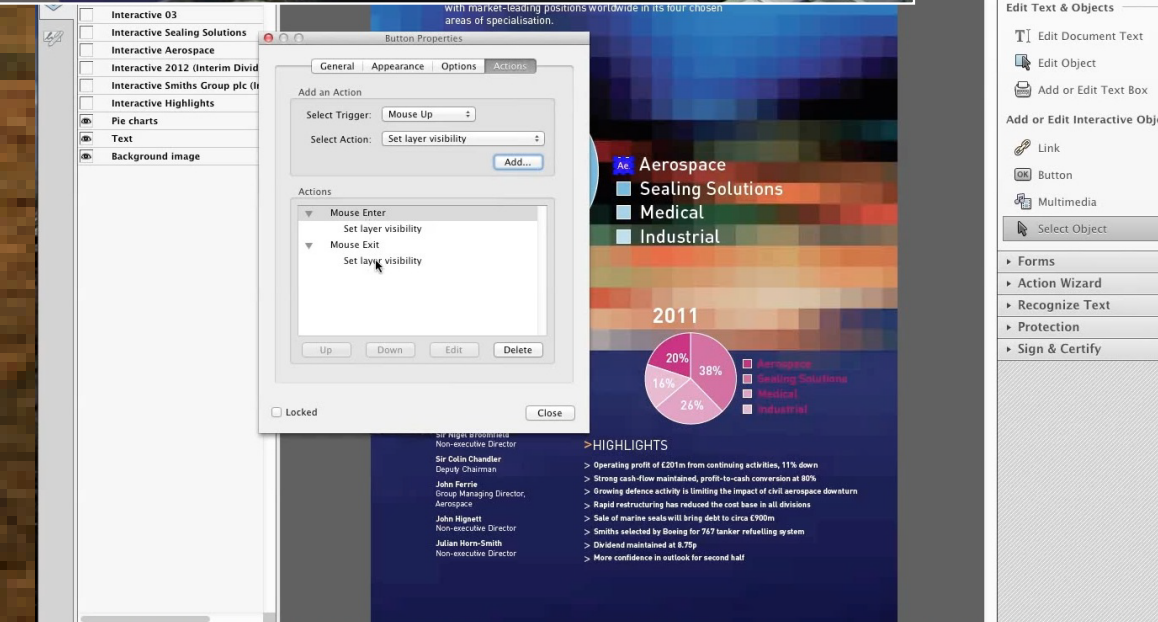 Interactive 03
Interactive Sealing Solutions
Interactive Aerospace
Interactive 2012 (Interim Divid
Interactive Smiths Group plc (I
Interactive Highlights
Pie charts
Text
Background image
with market-leading positions worldwide in its four chosen
areas of specialisation.
Button Properties
General Appearance Options Actions
Add an Action
Select Trigger: Mouse Up
Select Action: Set layer visibility
Add...
Actions
Mouse Enter
Set layer visibility
Mouse Exit
Set layer visibility
Up Down Edit Delete
Locked
Close
Ae Aerospace
Sealing Solutions
Medical
Industrial
2011
20%
38%
16%
26%
Aerospace
Sealing Solutions
Medical
Industrial
Sir Nigel Broomfield
Non-executive Director
Sir Colin Chandler
Deputy Chairman
John Ferrie
Group Managing Director,
Aerospace
John Hignett
Non-executive Director
Julian Horn-Smith
Non-executive Director
>HIGHLIGHTS
> Operating profit of £201m from continuing activities, 11% down
> Strong cash-flow maintained, profit-to-cash conversion at 80%
> Growing defence activity is limiting the impact of civil aerospace downturn
> Rapid restructuring has reduced the cost base in all divisions
> Sale of marine seals will bring debt to circa £900m
> Smiths selected by Boeing for 767 tanker refuelling system
> Dividend maintained at 8.75p
> More confidence in outlook for second half
Edit Text & Objects
Edit Document Text
Edit Object
Add or Edit Text Box
Add or Edit Interactive Obj
Link
OK Button
Multimedia
Select Object
Forms
Action Wizard
Recognize Text
Protection
Sign & Certify